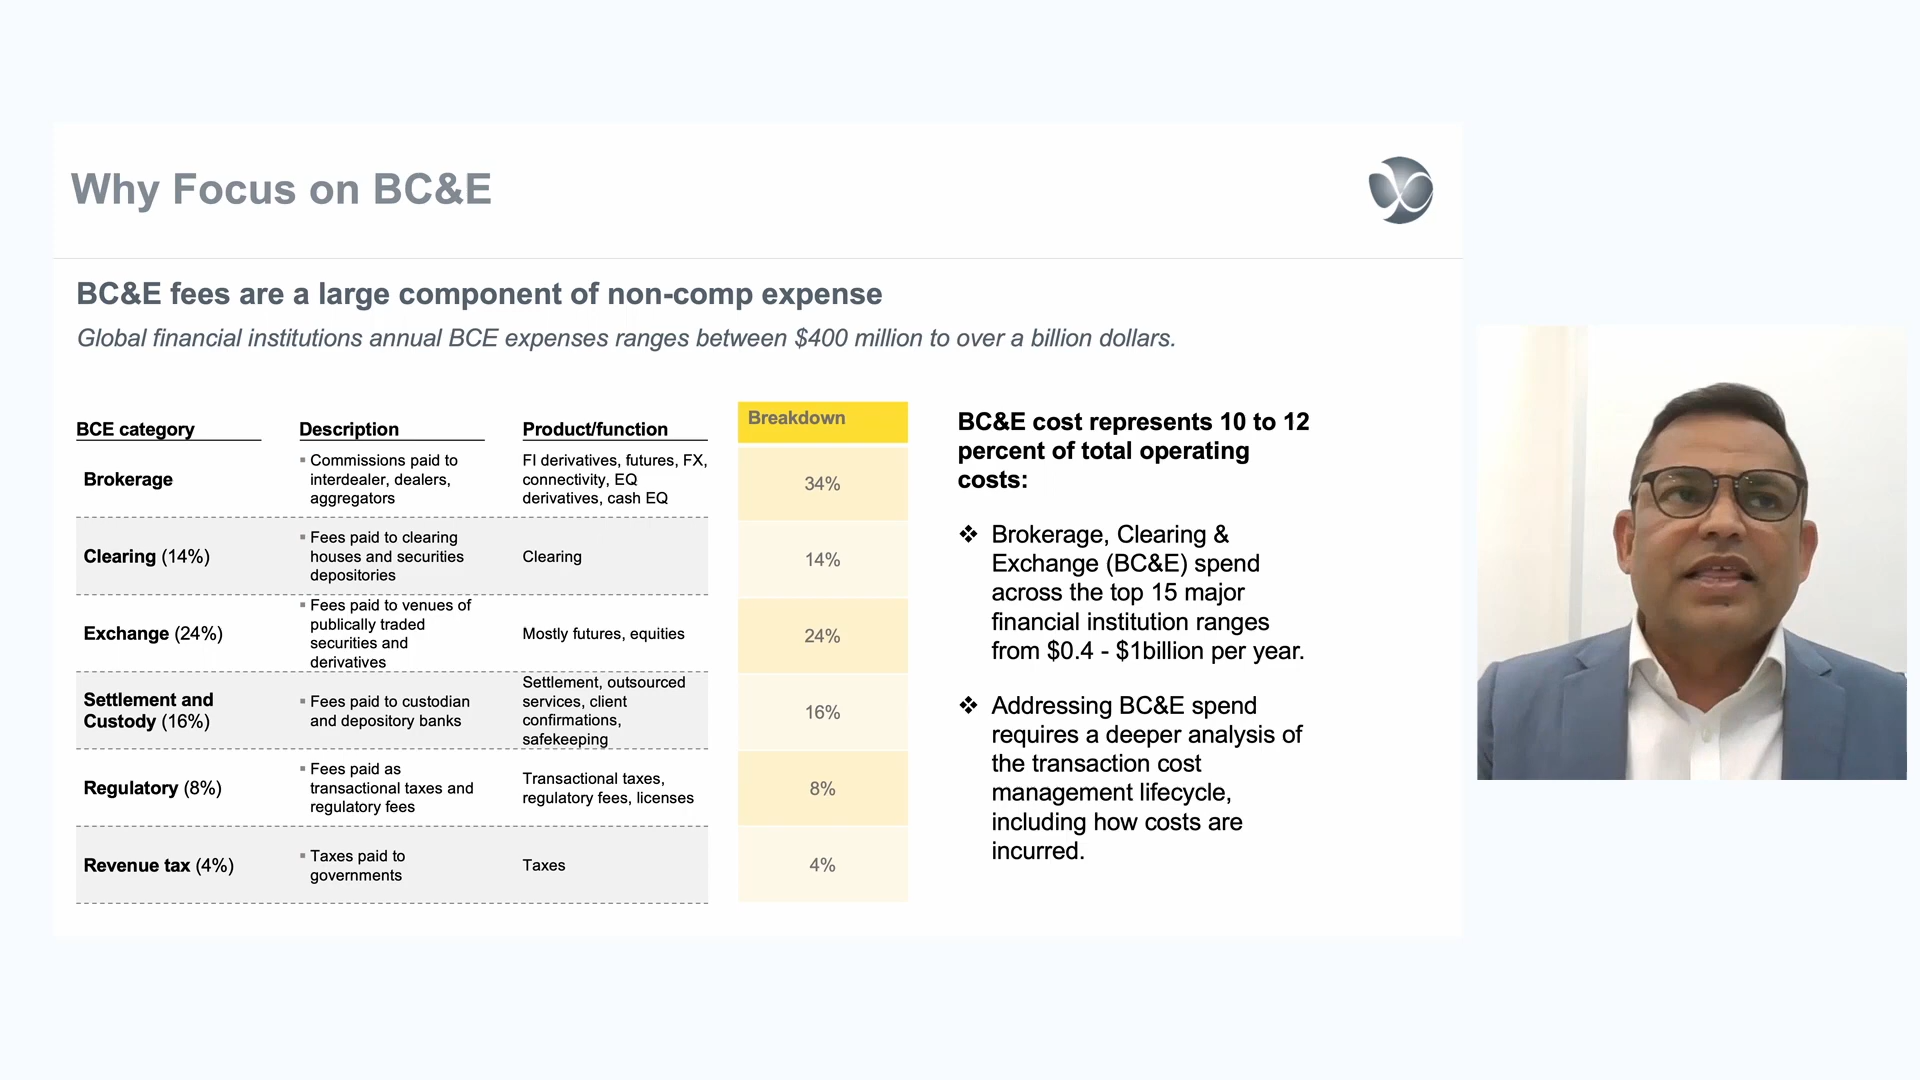 Why Focus on BC&E
BC&E fees are a large component of non-comp expense
Global financial institutions annual BCE expenses ranges between $400 million to over a billion dollars.
BCE category
Description
Product/function
Breakdown
Brokerage
▪ Commissions paid to
interdealer, dealers,
aggregators
FI derivatives, futures, FX,
connectivity, EQ
derivatives, cash EQ
34%
Clearing (14%)
▪ Fees paid to clearing
houses and securities
depositories
Clearing
14%
Exchange (24%)
▪ Fees paid to venues of
publically traded
securities and
derivatives
Mostly futures, equities
24%
Settlement and
Custody (16%)
▪ Fees paid to custodian
and depository banks
Settlement, outsourced
services, client
confirmations,
safekeeping
16%
Regulatory (8%)
▪ Fees paid as
transactional taxes and
regulatory fees
Transactional taxes,
regulatory fees, licenses
8%
Revenue tax (4%)
▪ Taxes paid to
governments
Taxes
4%
BC&E cost represents 10 to 12
percent of total operating
costs:
❖ Brokerage, Clearing &
Exchange (BC&E) spend
across the top 15 major
financial institution ranges
from $0.4 - $1billion per year.
❖ Addressing BC&E spend
requires a deeper analysis of
the transaction cost
management lifecycle,
including how costs are
incurred.